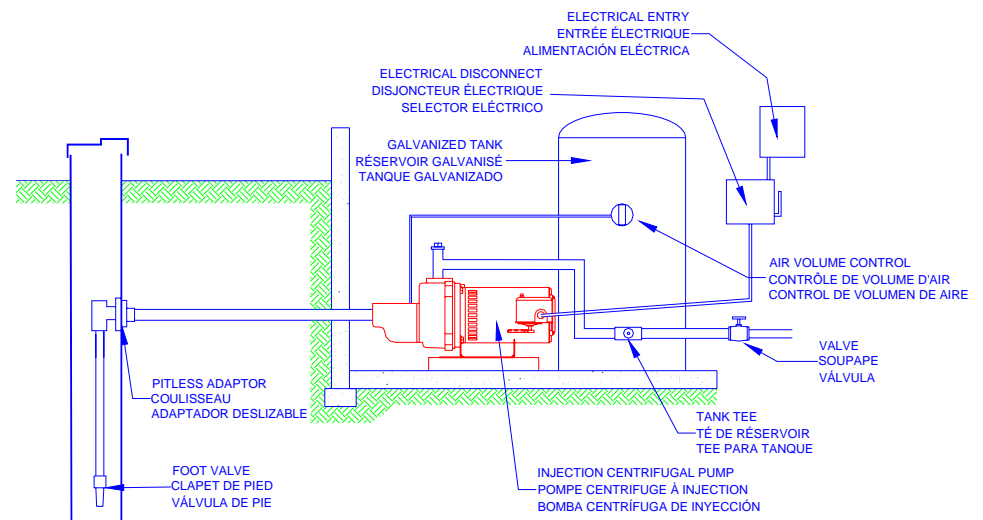 ELECTRICAL ENTRY
ENTRÉE ÉLECTRIQUE
ALIMENTACIÓN ELÉCTRICA
ELECTRICAL DISCONNECT
DISJONCTEUR ÉLECTRIQUE
SELECTOR ELÉCTRICO
GALVANIZED TANK
RÉSERVOIR GALVANISÉ
TANQUE GALVANIZADO
AIR VOLUME CONTROL
CONTRÔLE DE VOLUME D'AIR
CONTROL DE VOLUMEN DE AIRE
VALVE
SOUPAPE
VÁLVULA
PITLESS ADAPTOR
COULISSEAU
ADAPTADOR DESLIZABLE
TANK TEE
TÉ DE RÉSERVOIR
TEE PARA TANQUE
FOOT VALVE
CLAPET DE PIED
VÁLVULA DE PIE
INJECTION CENTRIFUGAL PUMP
POMPE CENTRIFUGE À INJECTION
BOMBA CENTRÍFUGA DE INYECCIÓN